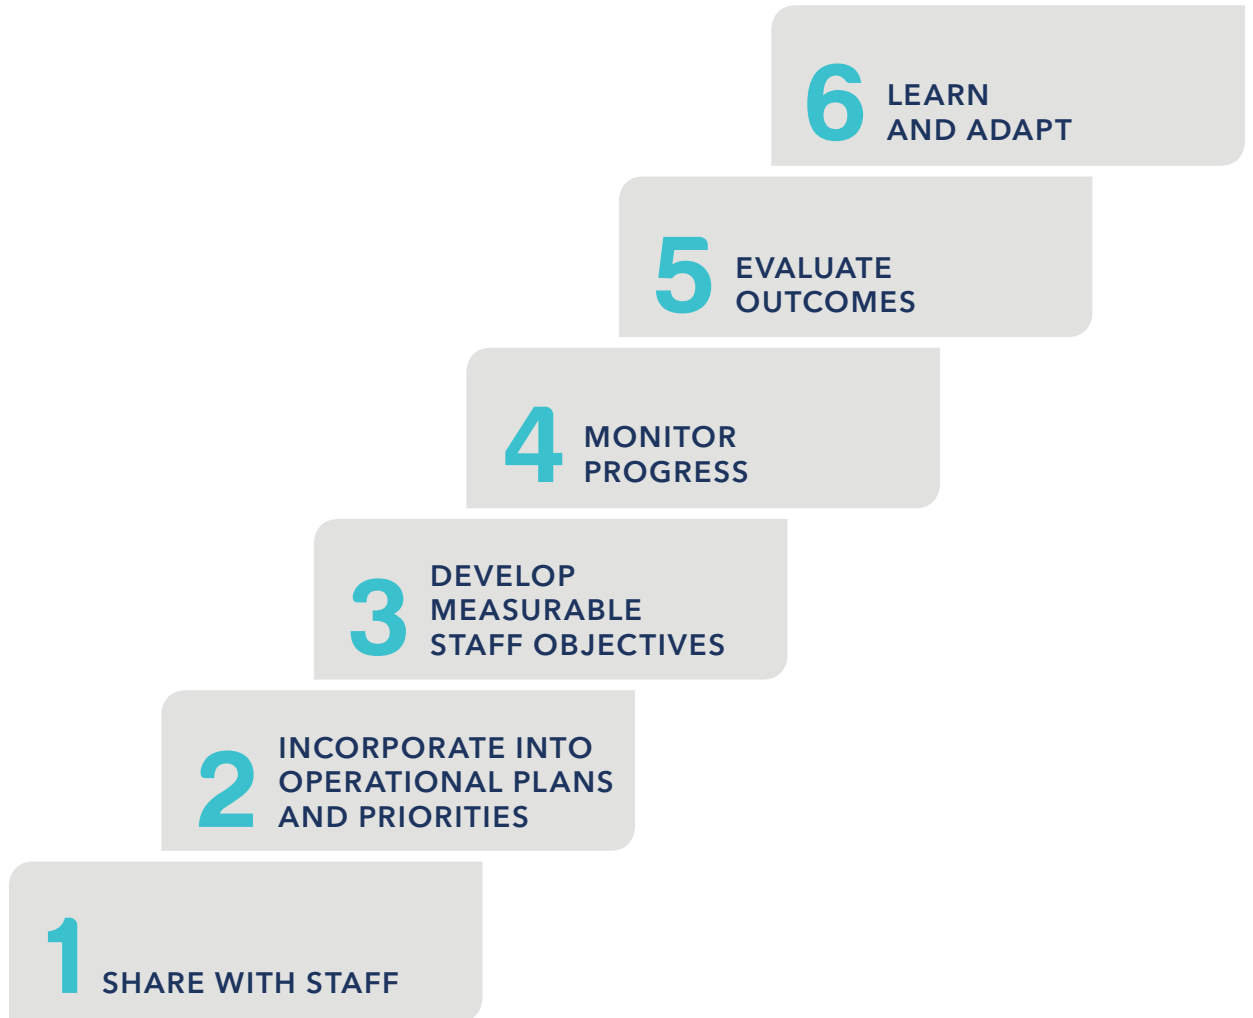 6 LEARN
AND ADAPT
5 EVALUATE
OUTCOMES
4 MONITOR
PROGRESS
3 DEVELOP
MEASURABLE
STAFF OBJECTIVES
2 INCORPORATE INTO
OPERATIONAL PLANS
AND PRIORITIES
1 SHARE WITH STAFF